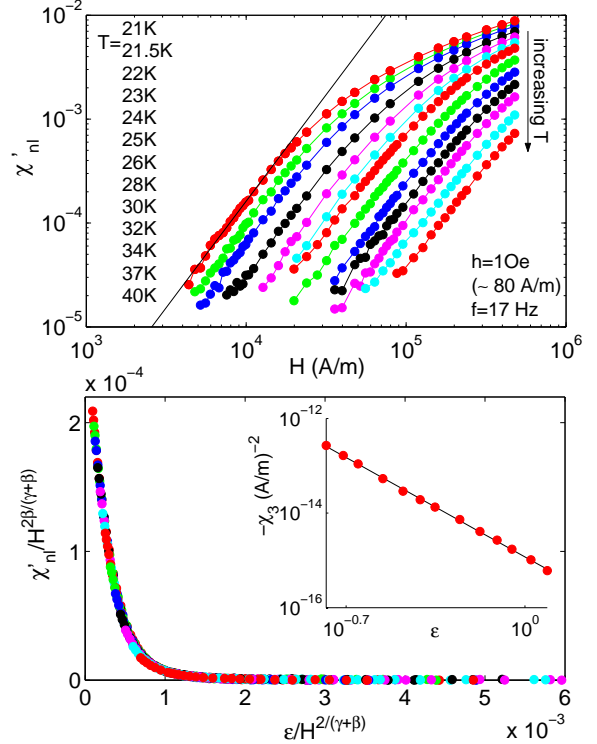 10^-2
10^-3
10^-4
10^-5
χ'nl
T=
21K
21.5K
22K
23K
24K
25K
26K
28K
30K
32K
34K
37K
40K
increasing T
h=1Oe
(~ 80 A/m)
f=17 Hz
10^3
10^4
10^5
10^6
H (A/m)
x 10^-4
2
1
0
χ'nl/H^2β/(γ+β)
10^-12
10^-14
10^-16
-χ3 (A/m)^-2
10^-0.7
10^0
ε
0
1
2
3
4
5
6
x 10^-3
ε/H^2/(γ+β)